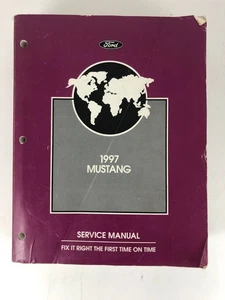 Ford
1997
MUSTANG
SERVICE MANUAL
FIX IT RIGHT THE FIRST TIME ON TIME